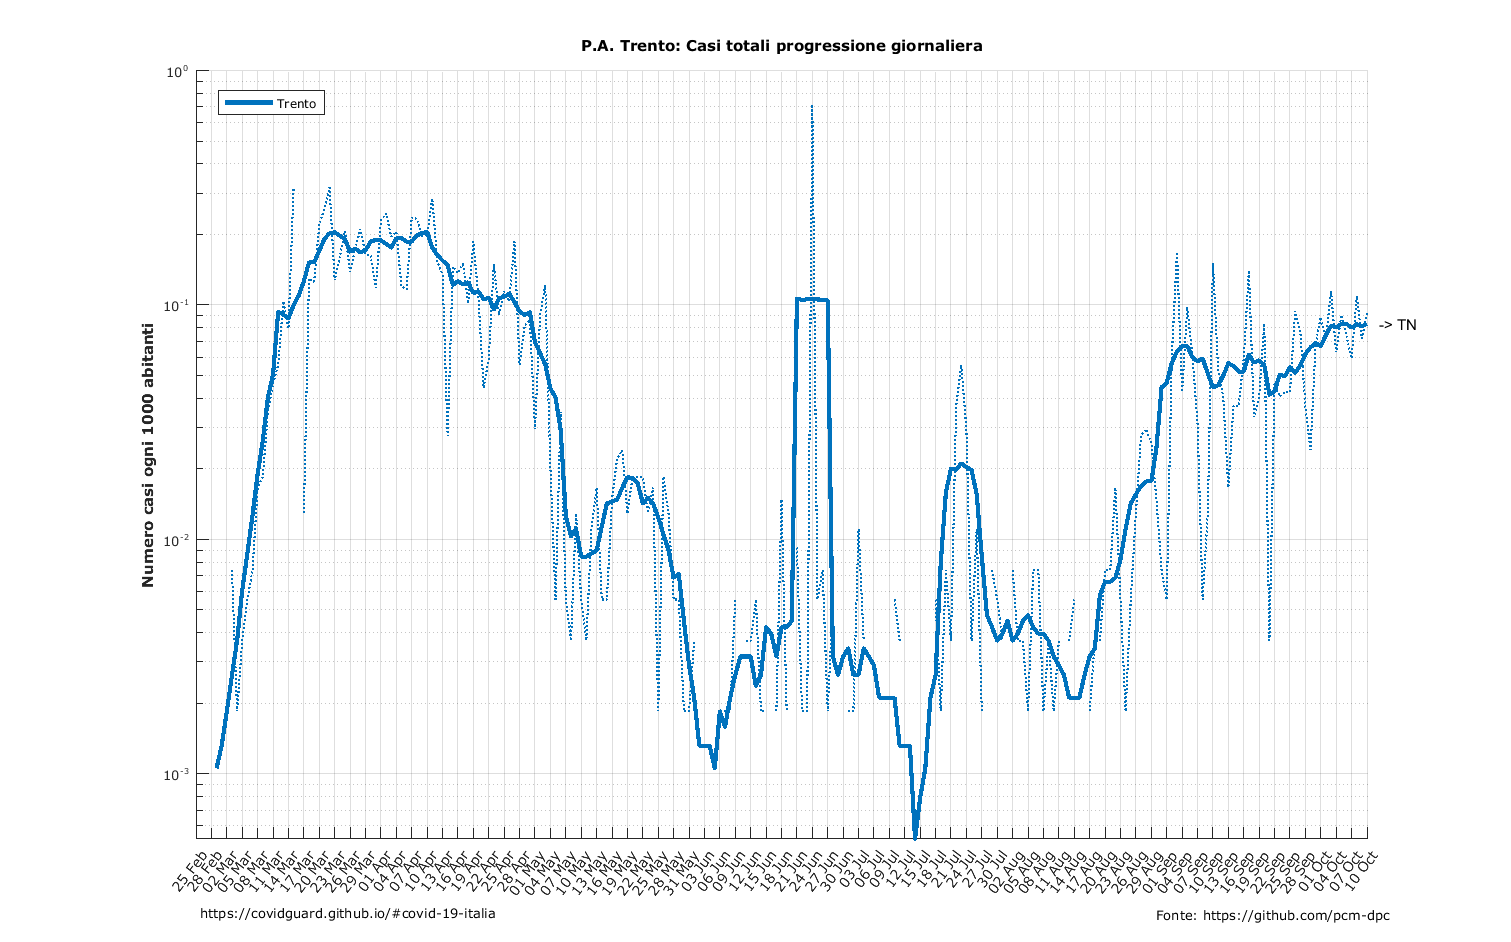 P.A. Trento: Casi totali progressione giornaliera
10⁰
10⁻¹
10⁻²
10⁻³
Numero casi ogni 1000 abitanti
Trento
-> TN
25 Feb
28 Feb
02 Mar
05 Mar
08 Mar
11 Mar
14 Mar
17 Mar
20 Mar
23 Mar
26 Mar
29 Mar
01 Apr
04 Apr
07 Apr
10 Apr
13 Apr
16 Apr
19 Apr
22 Apr
25 Apr
28 Apr
01 May
04 May
07 May
10 May
13 May
16 May
19 May
22 May
25 May
28 May
31 May
03 Jun
06 Jun
09 Jun
12 Jun
15 Jun
18 Jun
21 Jun
24 Jun
27 Jun
30 Jun
03 Jul
06 Jul
09 Jul
12 Jul
15 Jul
18 Jul
21 Jul
24 Jul
27 Jul
30 Jul
02 Aug
05 Aug
08 Aug
11 Aug
14 Aug
17 Aug
20 Aug
23 Aug
26 Aug
29 Aug
01 Sep
04 Sep
07 Sep
10 Sep
13 Sep
16 Sep
19 Sep
22 Sep
25 Sep
28 Sep
01 Oct
04 Oct
07 Oct
10 Oct
https://covidguard.github.io/#covid-19-italia
Fonte: https://github.com/pcm-dpc